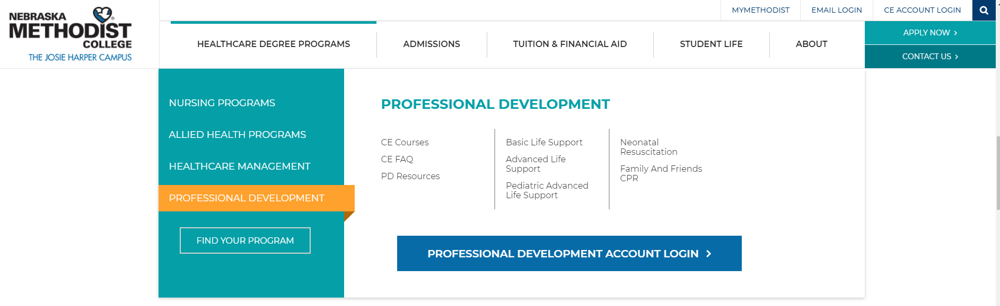 NEBRASKA
METHODIST
COLLEGE
THE JOSIE HARPER CAMPUS
MYMETHODIST
EMAIL LOGIN
CE ACCOUNT LOGIN
HEALTHCARE DEGREE PROGRAMS
ADMISSIONS
TUITION & FINANCIAL AID
STUDENT LIFE
ABOUT
APPLY NOW
CONTACT US
NURSING PROGRAMS
ALLIED HEALTH PROGRAMS
HEALTHCARE MANAGEMENT
PROFESSIONAL DEVELOPMENT
FIND YOUR PROGRAM
PROFESSIONAL DEVELOPMENT
CE Courses
CE FAQ
PD Resources
Basic Life Support
Advanced Life
Support
Pediatric Advanced
Life Support
Neonatal
Resuscitation
Family And Friends
CPR
PROFESSIONAL DEVELOPMENT ACCOUNT LOGIN